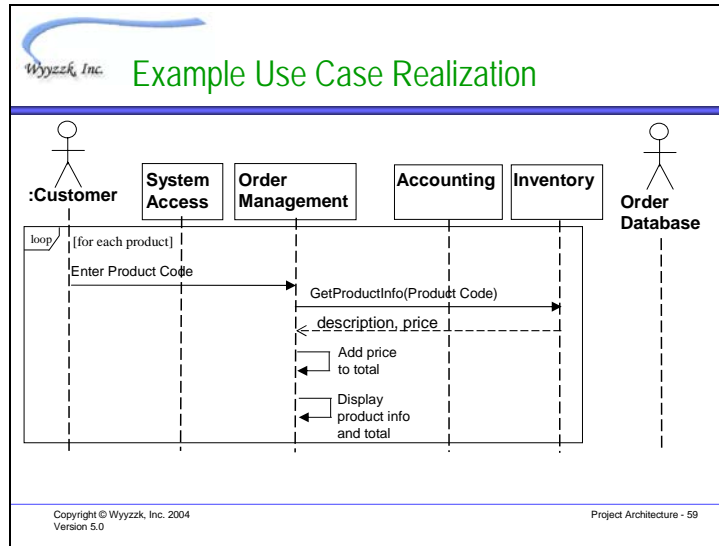 Wyyzzk, Inc.
Example Use Case Realization
:Customer
System
Access
Order
Management
Accounting
Inventory
Order
Database
loop
[for each product]
Enter Product Code
GetProductInfo(Product Code)
description, price
Add price
to total
Display
product info
and total
Copyright © Wyyzzk, Inc. 2004
Version 5.0
Project Architecture - 59